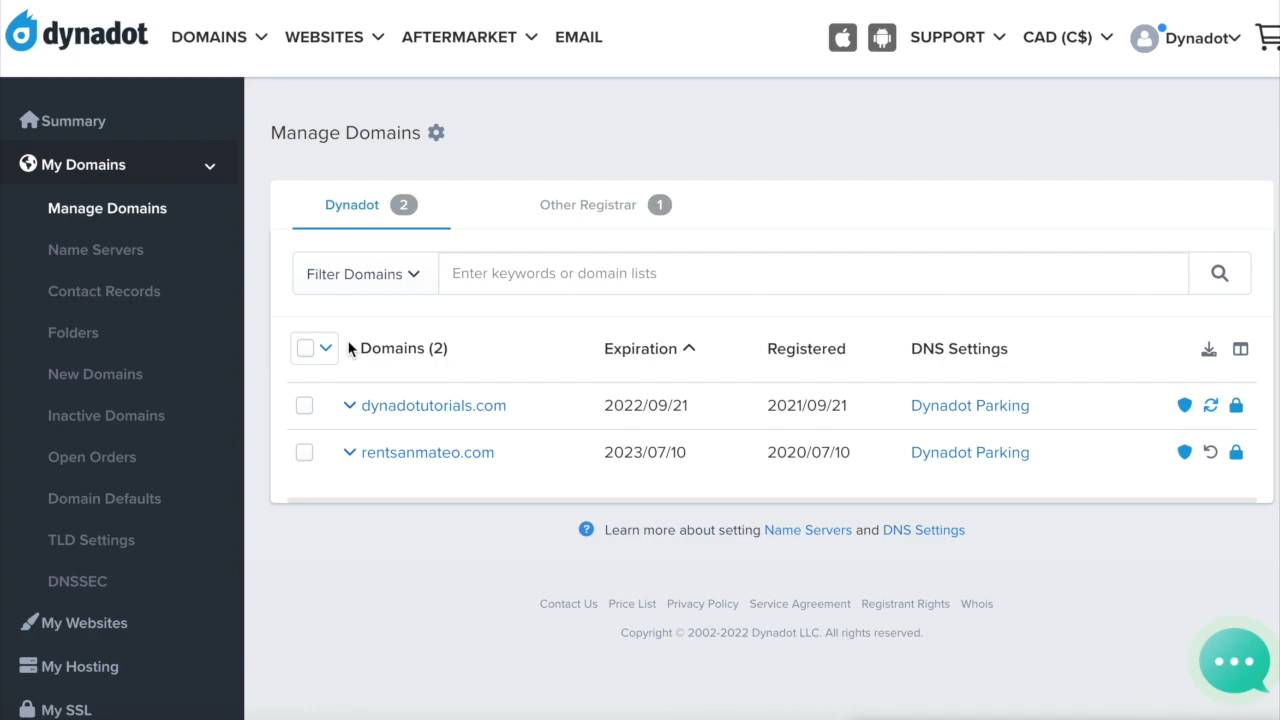 dynadot DOMAINS WEBSITES AFTERMARKET EMAIL SUPPORT CAD (C$) Dynadot
Summary
My Domains
Manage Domains
Name Servers
Contact Records
Folders
New Domains
Inactive Domains
Open Orders
Domain Defaults
TLD Settings
DNSSEC
My Websites
My Hosting
My SSL
Manage Domains
Dynadot 2 Other Registrar 1
Filter Domains Enter keywords or domain lists
Domains (2) Expiration Registered DNS Settings
dynadotutorials.com 2022/09/21 2021/09/21 Dynadot Parking
rentsanmateo.com 2023/07/10 2020/07/10 Dynadot Parking
? Learn more about setting Name Servers and DNS Settings
Contact Us Price List Privacy Policy Service Agreement Registrant Rights Whois
Copyright © 2002-2022 Dynadot LLC. All rights reserved.